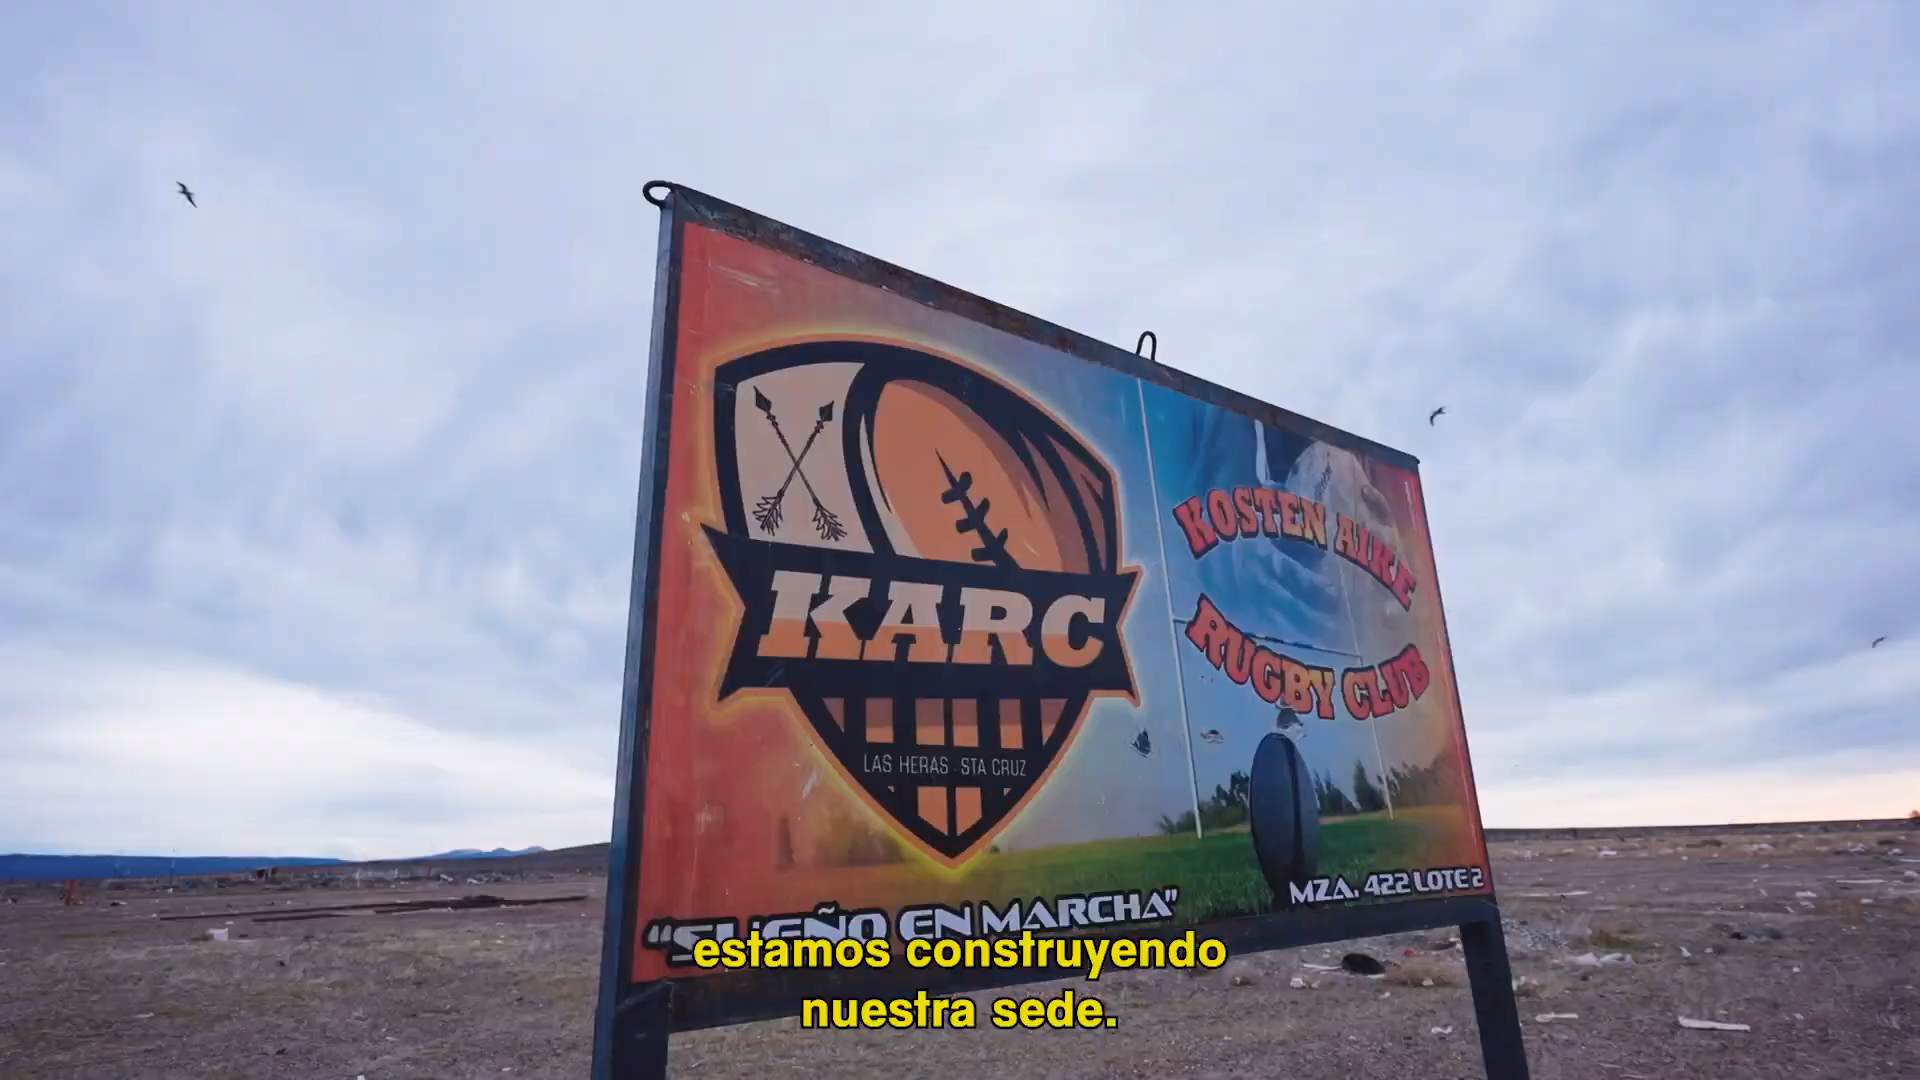 KARC
LAS HERAS - STA CRUZ
KOSTEN AIKE
RUGBY CLUB
"SUEÑO EN MARCHA"
MZA. 422 LOTE 2
estamos construyendo
nuestra sede.